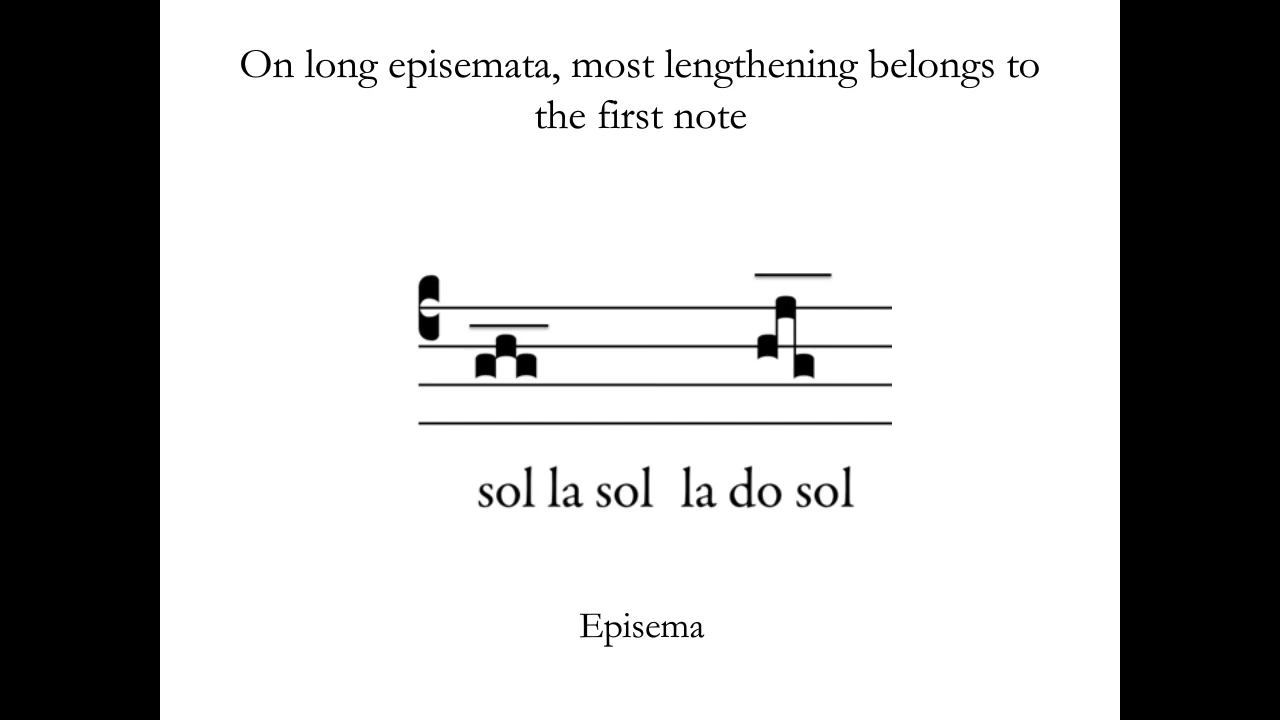 On long episemata, most lengthening belongs to
the first note
sol la sol la do sol
Episema